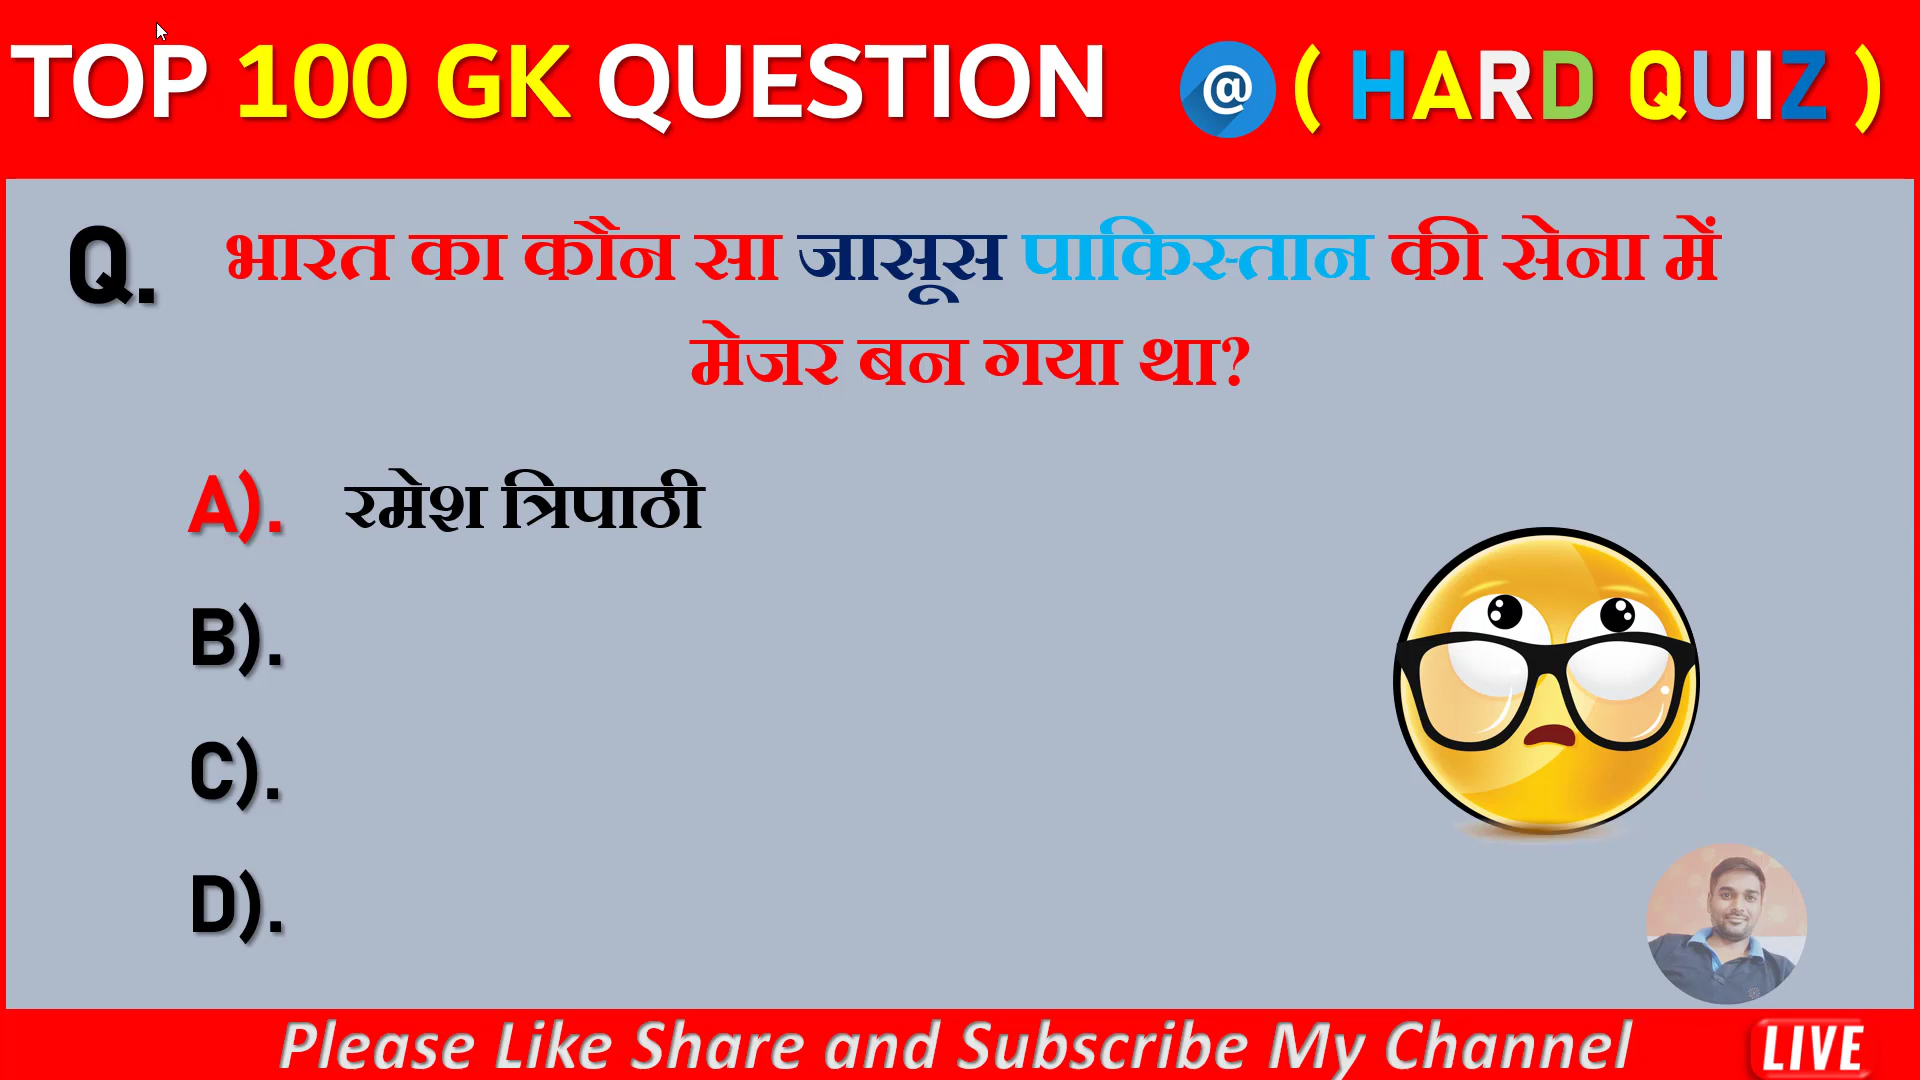 TOP 100 GK QUESTION @ ( HARD QUIZ )
Q. भारत का कौन सा जासूस पाकिस्तान की सेना में
मेजर बन गया था?
A). रमेश त्रिपाठी
B).
C).
D).
Please Like Share and Subscribe My Channel LIVE